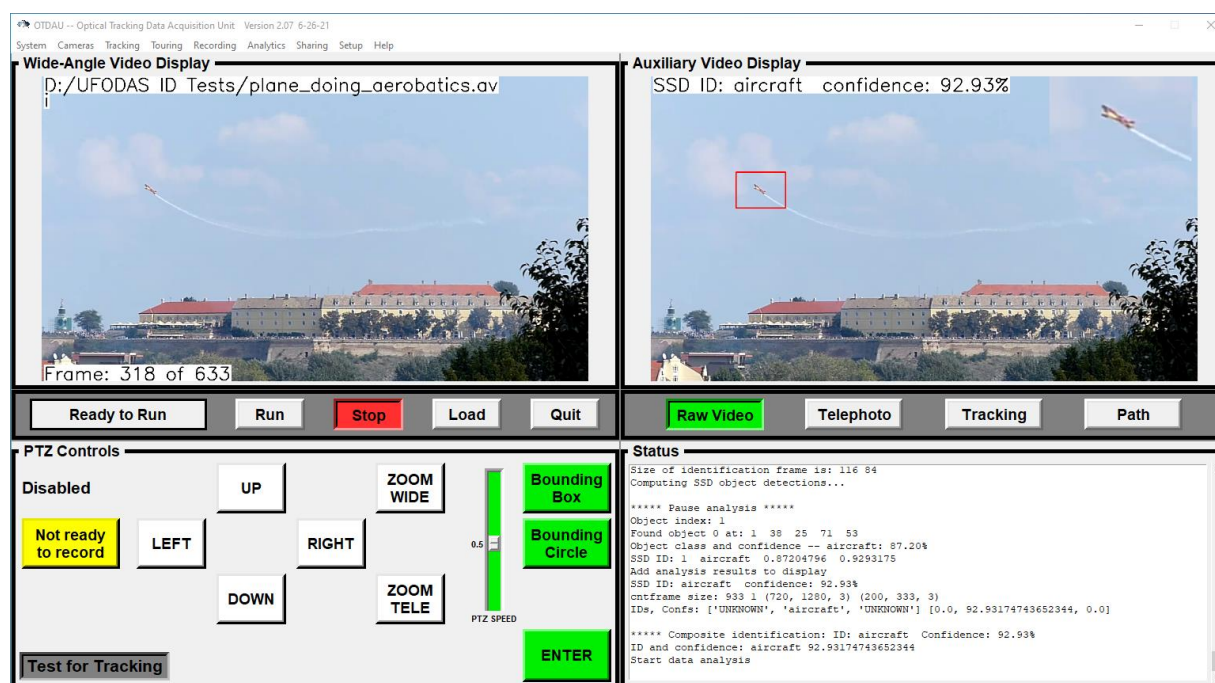 OTDAU -- Optical Tracking Data Acquisition Unit Version 2.07 6-26-21
System Cameras Tracking Touring Recording Analytics Sharing Setup Help
Wide-Angle Video Display
D:/UFODAS ID Tests/plane_doing_aerobatics.av
i
Frame: 318 of 633
Auxiliary Video Display
SSD ID: aircraft confidence: 92.93%
Ready to Run Run Stop Load Quit
Raw Video Telephoto Tracking Path
PTZ Controls
Disabled
UP
ZOOM
WIDE
Bounding
Box
Not ready
to record
LEFT
RIGHT
0.5
Bounding
Circle
DOWN
ZOOM
TELE
PTZ SPEED
Test for Tracking
ENTER
Status
Size of identification frame is: 116 84
Computing SSD object detections...
***** Pause analysis *****
Object index: 1
Found object 0 at: 1 38 25 71 53
Object class and confidence -- aircraft: 87.20%
SSD ID: 1 aircraft 0.87204796 0.9293175
Add analysis results to display
SSD ID: aircraft confidence: 92.93%
cntframe size: 933 1 (720, 1280, 3) (200, 333, 3)
IDs, Confs: ['UNKNOWN', 'aircraft', 'UNKNOWN'] [0.0, 92.93174743652344, 0.0]
***** Composite identification: ID: aircraft Confidence: 92.93%
ID and confidence: aircraft 92.93174743652344
Start data analysis